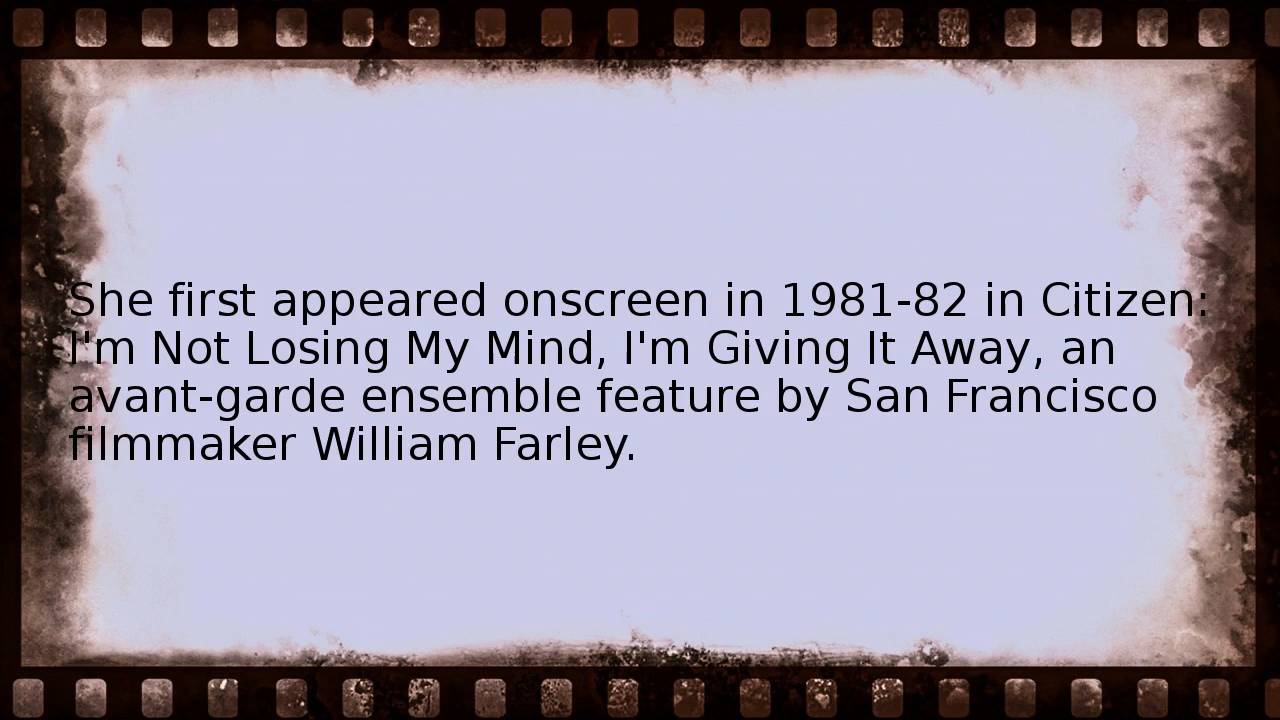 She first appeared onscreen in 1981-82 in Citizen:
I'm Not Losing My Mind, I'm Giving It Away, an
avant-garde ensemble feature by San Francisco
filmmaker William Farley.